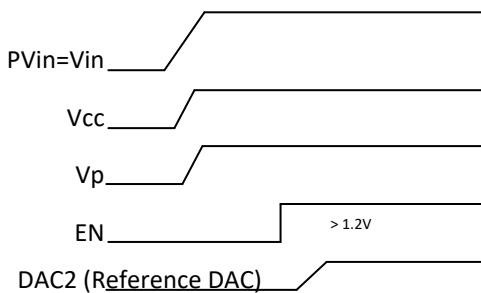 PVin=Vin
Vcc
Vp
EN
> 1.2V
DAC2 (Reference DAC)